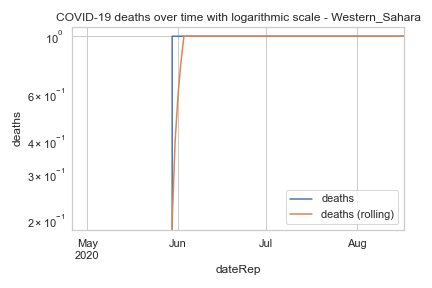 COVID-19 deaths over time with logarithmic scale - Western_Sahara
10⁰
6 × 10⁻¹
4 × 10⁻¹
3 × 10⁻¹
2 × 10⁻¹
deaths
deaths
deaths (rolling)
May
2020
Jun
Jul
Aug
dateRep